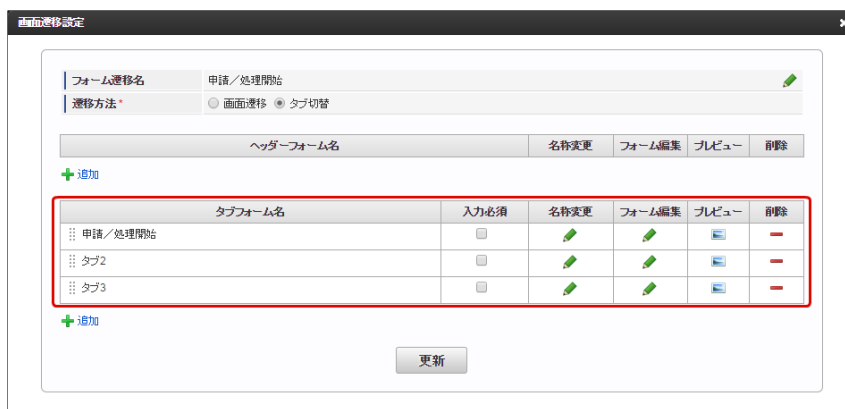 画面遷移設定
フォーム遷移名 申請／処理開始
遷移方法* 画面遷移 タブ切替
ヘッダーフォーム名 名称変更 フォーム編集 プレビュー 削除
追加
タブフォーム名 入力必須 名称変更 フォーム編集 プレビュー 削除
申請／処理開始
タブ2
タブ3
追加
更新